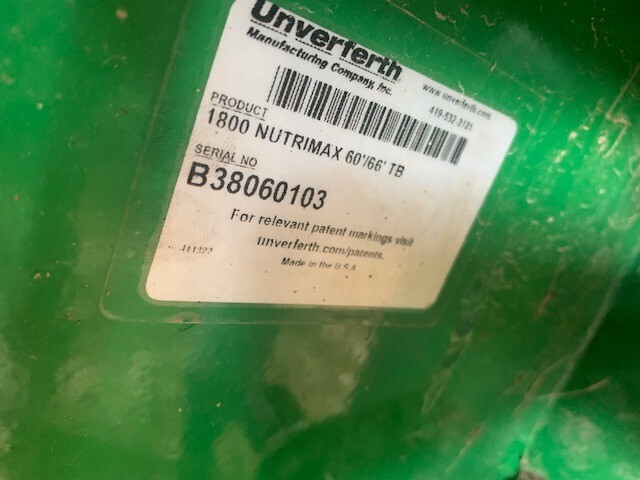 Unverferth
Manufacturing Company, Inc.
www.unverferth.com
419-532-3121
PRODUCT
1800 NUTRIMAX 60'/66' TB
SERIAL NO
B38060103
For relevant patent markings visit
unverferth.com/patents.
Made in the U.S.A.